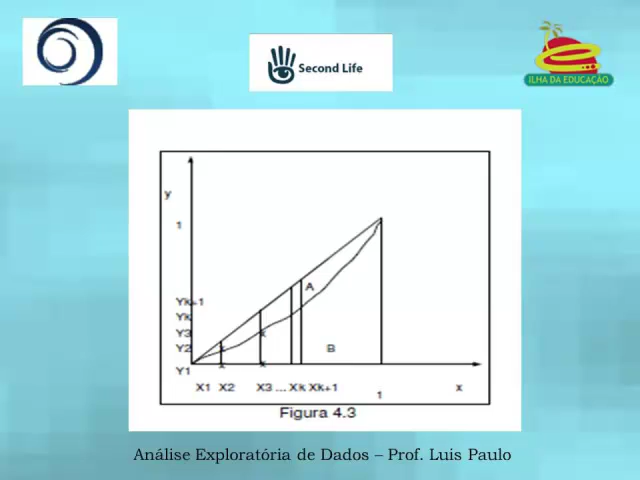 Second Life
ILHA DA EDUCAÇÃO
y
1
A
Yk+1
Yk
Y3
Y2
B
Y1
X1 X2 X3 ... Xk Xk+1 1 x
Figura 4.3
Análise Exploratória de Dados – Prof. Luis Paulo